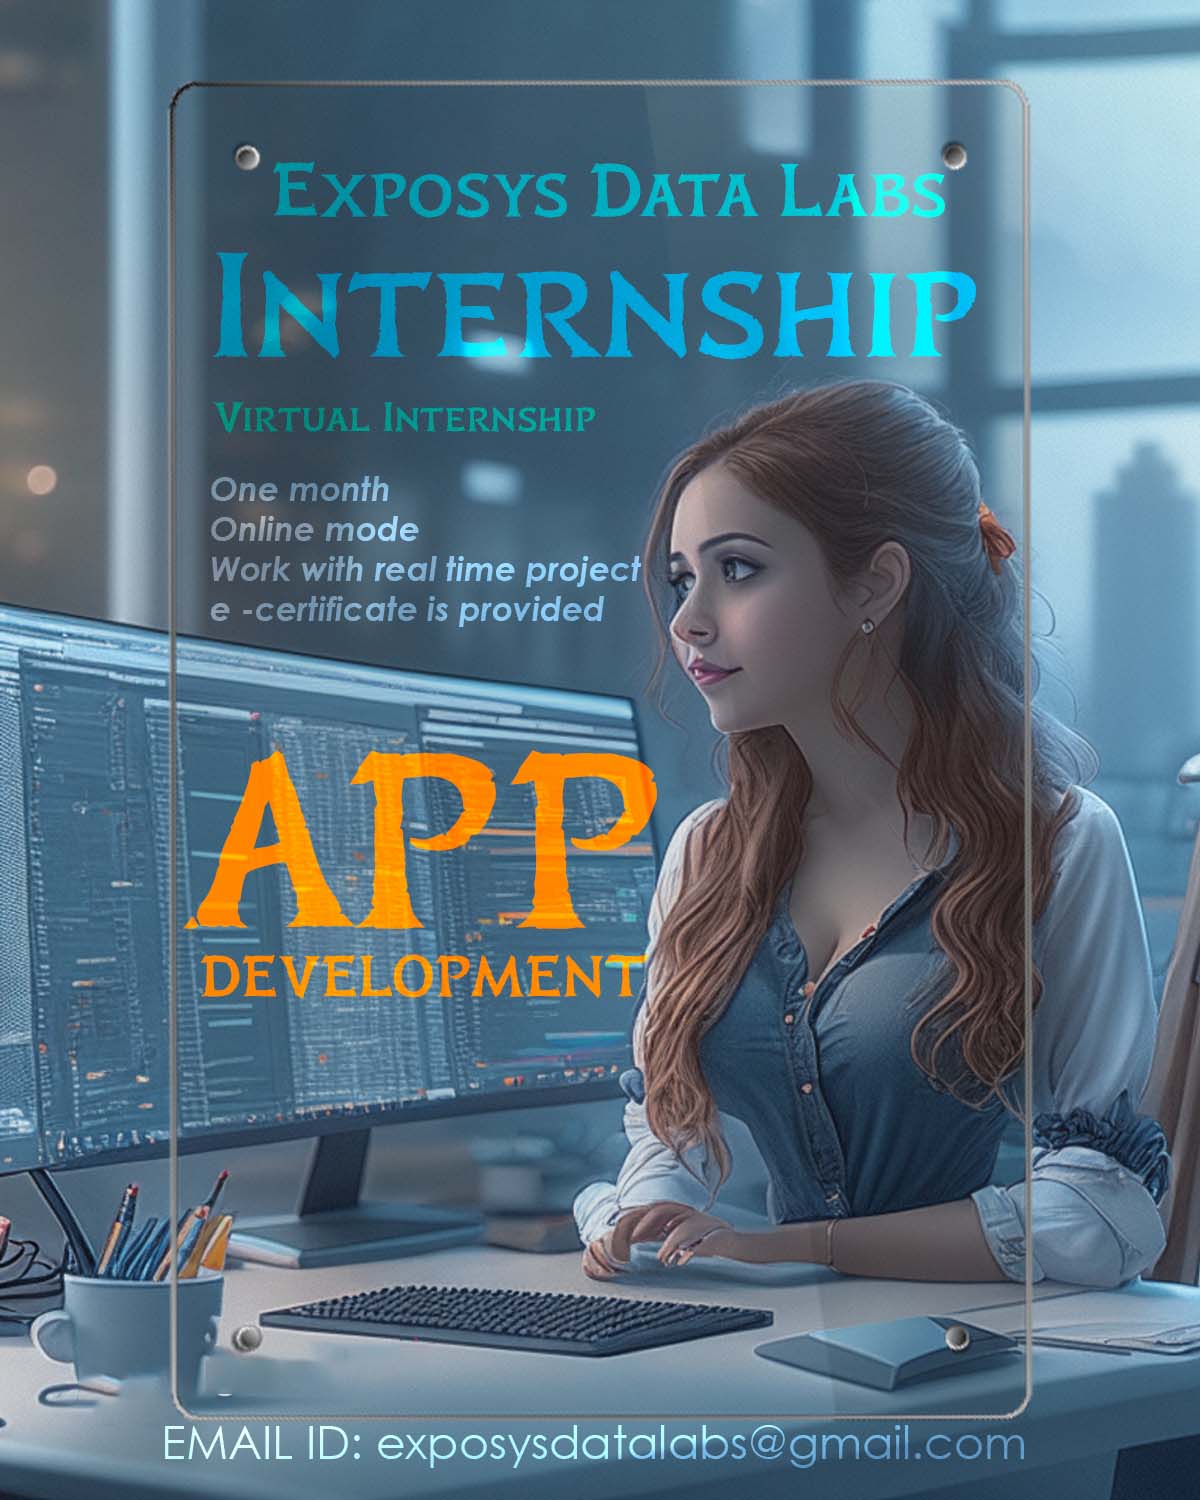 Exposys Data Labs
Internship
Virtual Internship
One month
Online mode
Work with real time project
e -certificate is provided
APP
DEVELOPMENT
EMAIL ID: exposysdatalabs@gmail.com